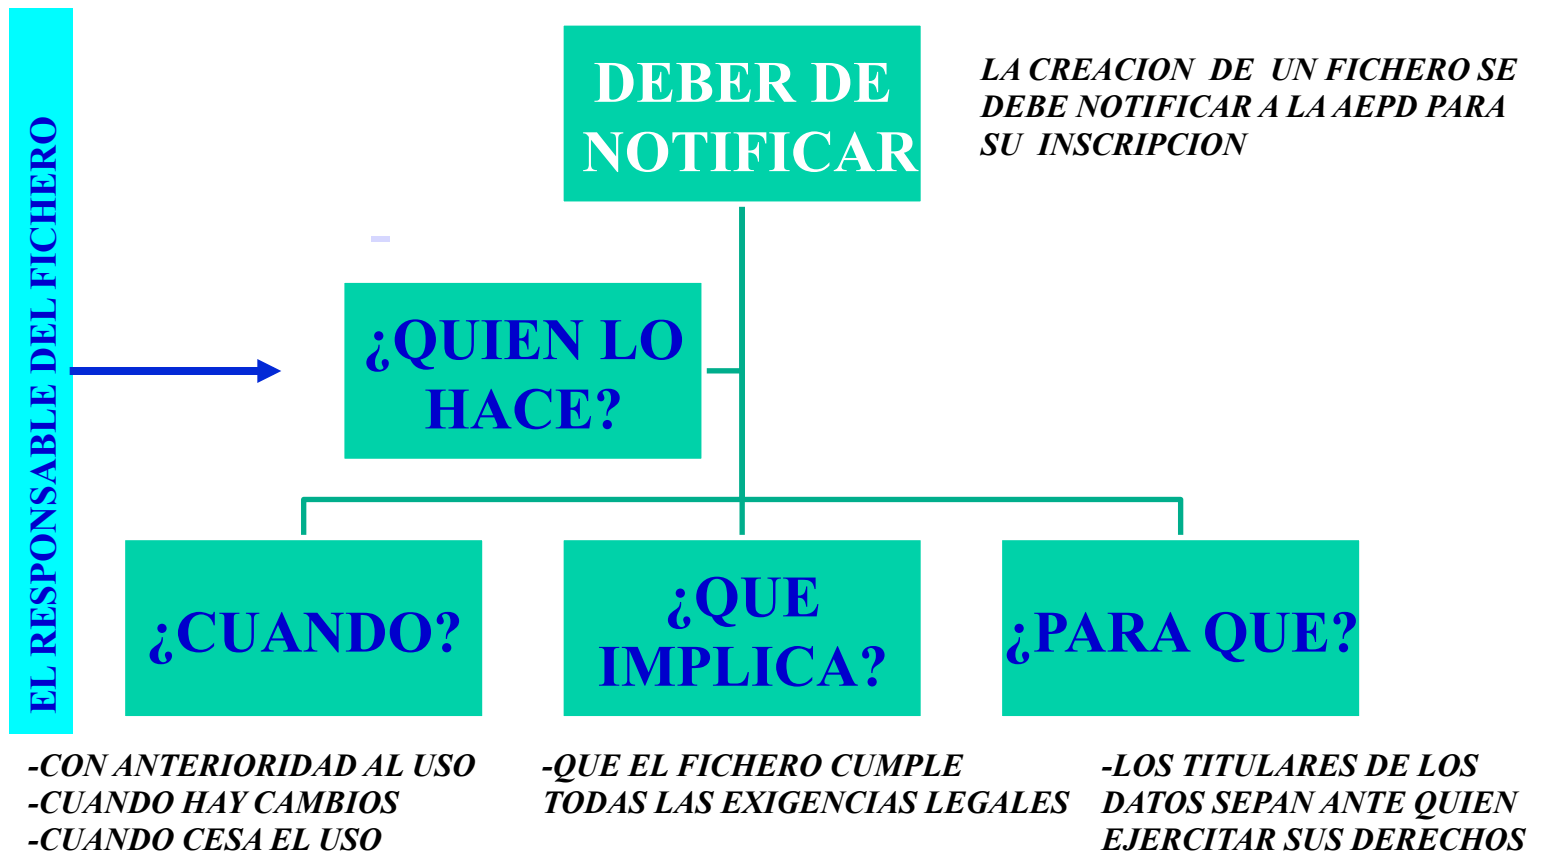 DEBER DE
NOTIFICAR
LA CREACION DE UN FICHERO SE
DEBE NOTIFICAR A LA AEPD PARA
SU INSCRIPCION
EL RESPONSABLE DEL FICHERO
¿QUIEN LO
HACE?
¿CUANDO?
¿QUE
IMPLICA?
¿PARA QUE?
-CON ANTERIORIDAD AL USO
-CUANDO HAY CAMBIOS
-CUANDO CESA EL USO
-QUE EL FICHERO CUMPLE
TODAS LAS EXIGENCIAS LEGALES
-LOS TITULARES DE LOS
DATOS SEPAN ANTE QUIEN
EJERCITAR SUS DERECHOS